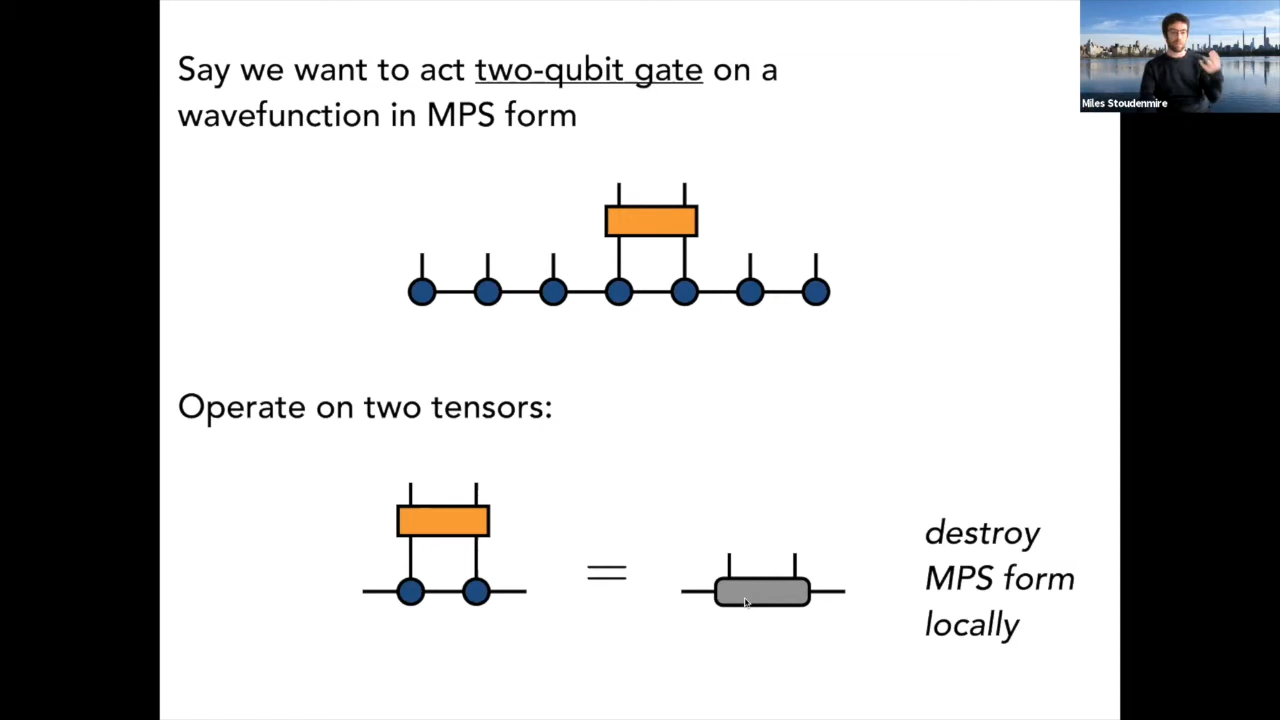 Say we want to act two-qubit gate on a
wavefunction in MPS form
Miles Stoudenmire
Operate on two tensors:
=
destroy
MPS form
locally